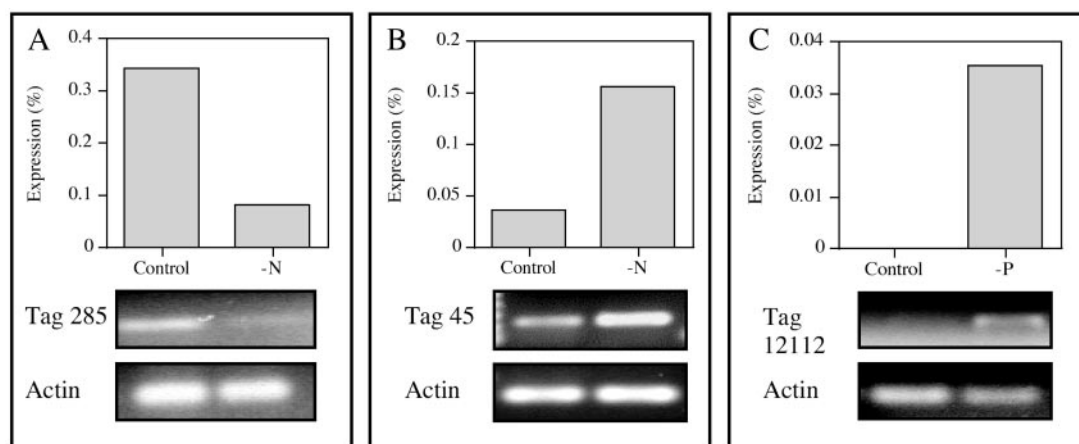 A
0.4
0.3
0.2
0.1
0
Expression (%)
Control -N
Tag 285
Actin
B
0.2
0.15
0.1
0.05
0
Expression (%)
Control -N
Tag 45
Actin
C
0.04
0.03
0.02
0.01
0
Expression (%)
Control -P
Tag
12112
Actin